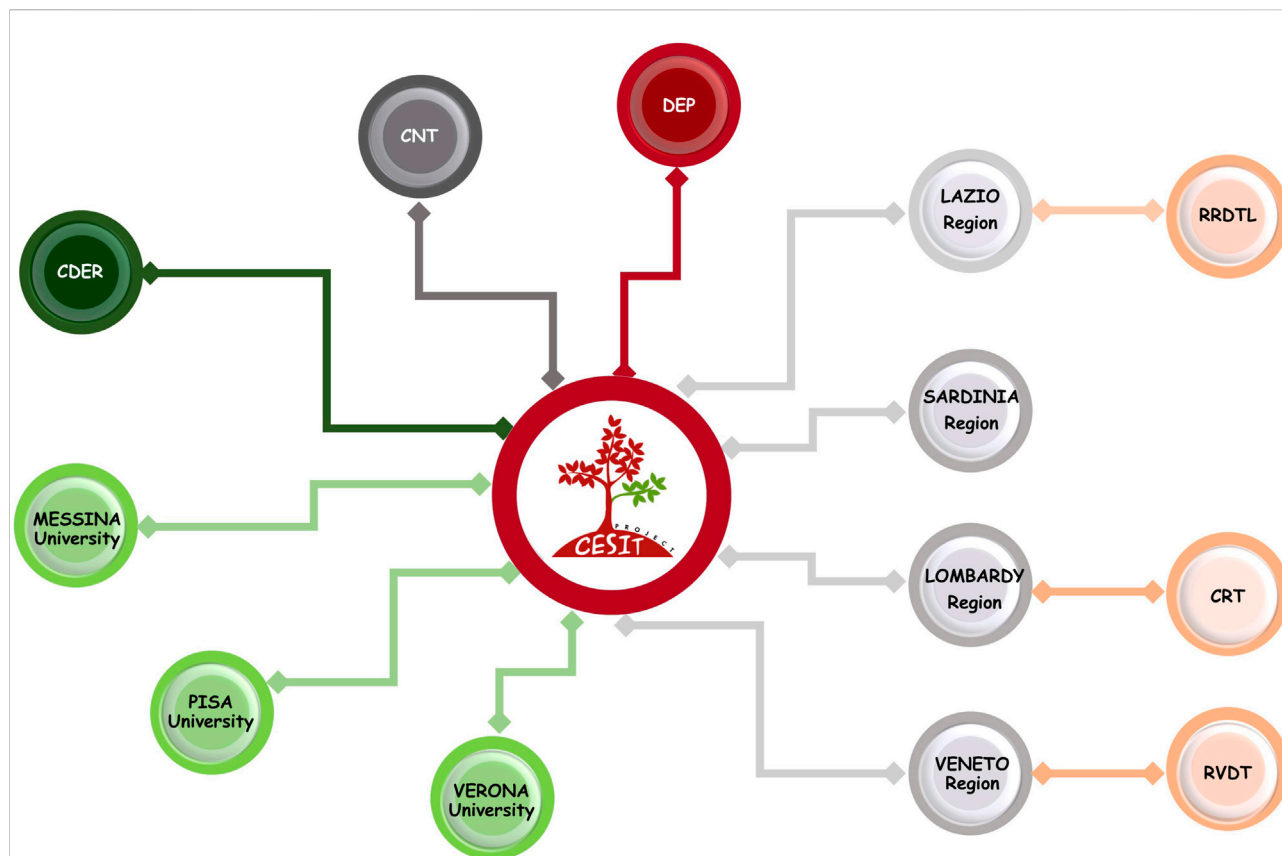 DEP
CNT
LAZIO
Region
RRDTL
CDER
SARDINIA
Region
PROJECT
CESIT
MESSINA
University
LOMBARDY
Region
CRT
PISA
University
VERONA
University
VENETO
Region
RVDT